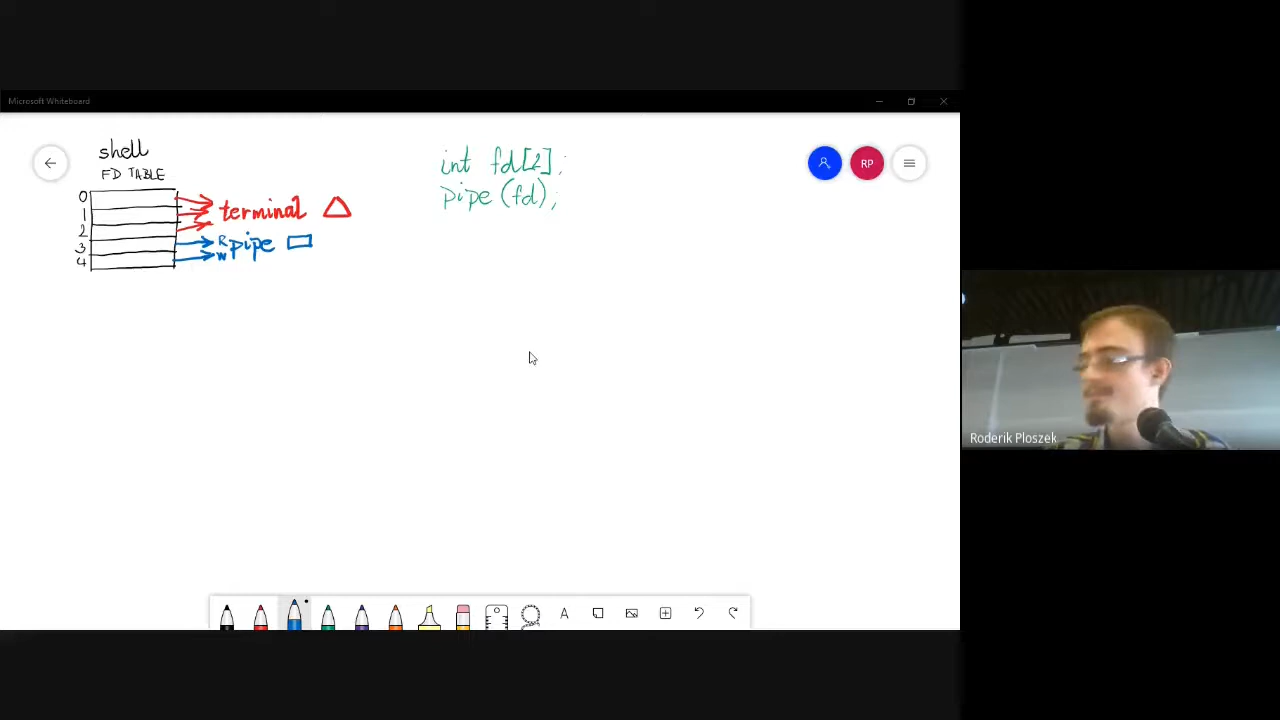 Microsoft Whiteboard
shell
FD TABLE
0
1
2
3
4
terminal
R
pipe
W
int fd[2];
pipe(fd);
RP
Roderik Ploszek
A